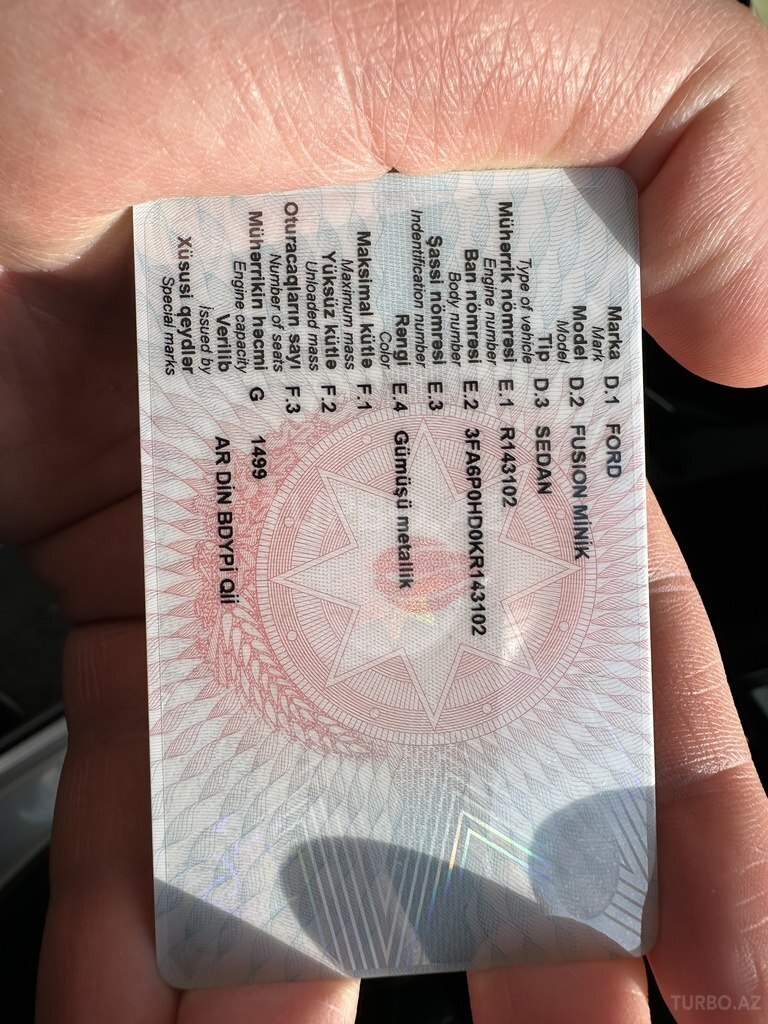 Marka D.1 FORD
Mark
Model D.2 FUSION MİNİK
Model
Tip D.3 SEDAN
Type of vehicle
Mühərrik nömrəsi E.1 R143102
Engine number
Ban nömrəsi E.2 3FA6P0HD0KR143102
Body number
Şassi nömrəsi E.3
Indentification number
Rəngi E.4 Gümüşü metallik
Color
Maksimal kütlə F.1
Maximum mass
Yüksüz kütlə F.2
Unloaded mass
Oturacaqların sayı F.3
Number of seats
Mühərrikin həcmi G 1499
Engine capacity
Verilib AR DİN BDYPİ Qİİ
Issued by
Xüsusi qeydlər
Special marks
TURBO.AZ